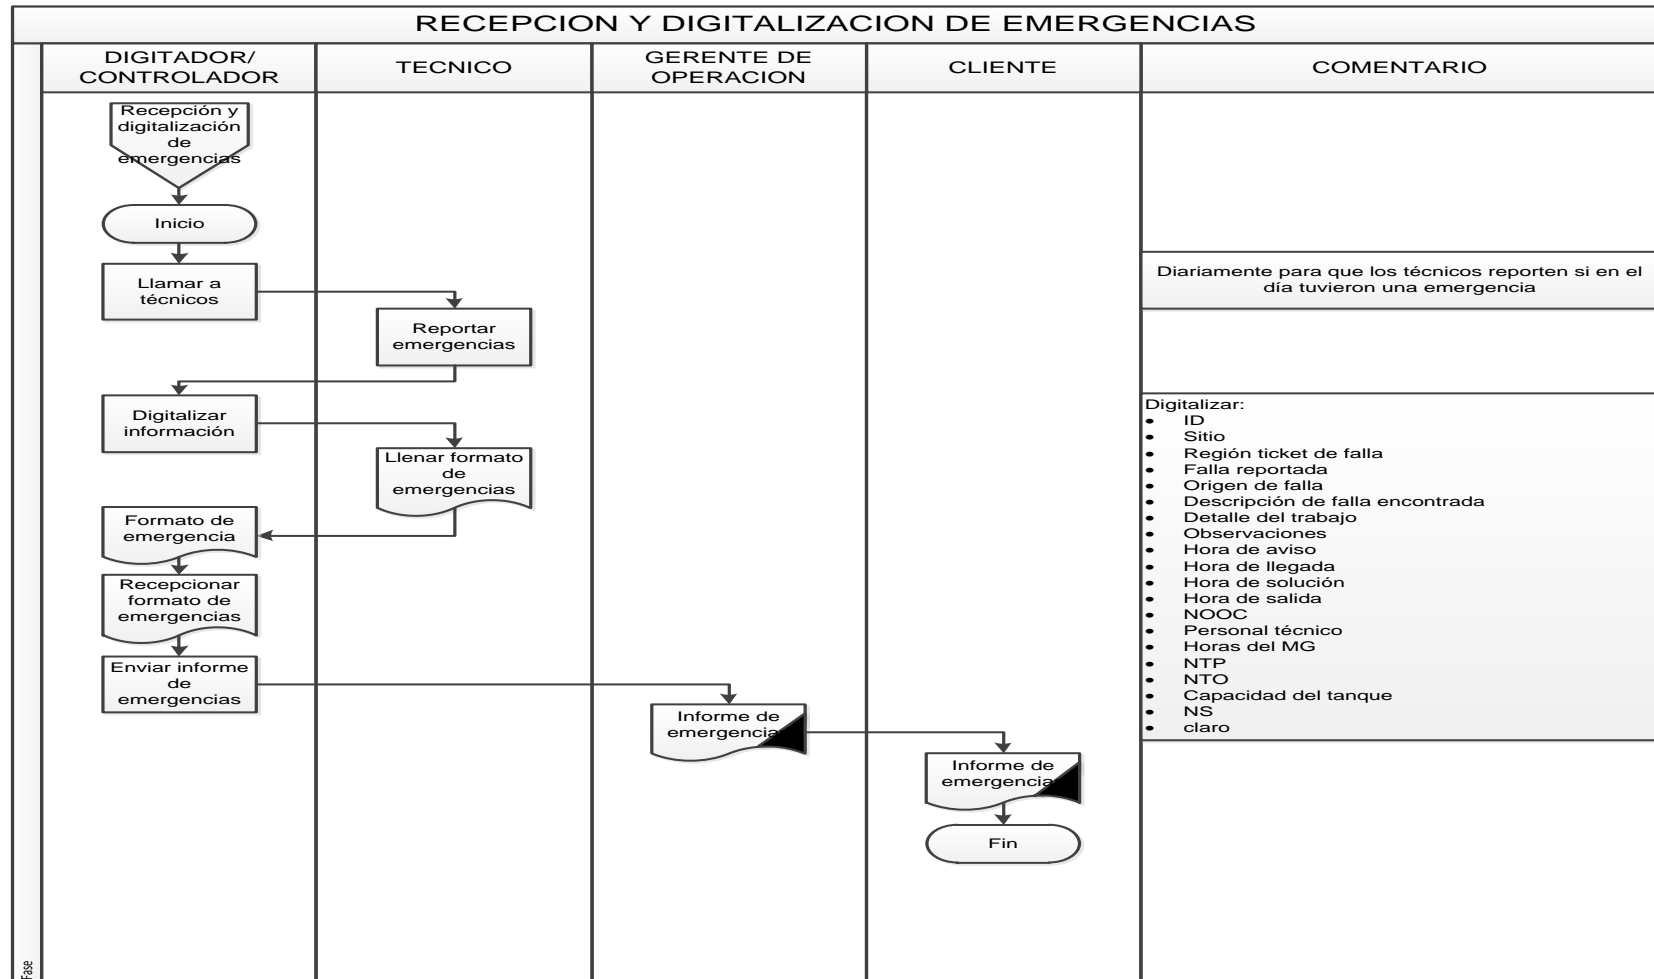 RECEPCION Y DIGITALIZACION DE EMERGENCIAS
DIGITADOR/
CONTROLADOR
TECNICO
GERENTE DE
OPERACION
CLIENTE
COMENTARIO
Recepción y
digitalización
de
emergencias
Inicio
Llamar a
técnicos
Diariamente para que los técnicos reporten si en el
día tuvieron una emergencia
Reportar
emergencias
Digitalizar
información
Llenar formato
de
emergencias
Formato de
emergencia
Recepcionar
formato de
emergencias
Enviar informe
de
emergencias
Digitalizar:
• ID
• Sitio
• Región ticket de falla
• Falla reportada
• Origen de falla
• Descripción de falla encontrada
• Detalle del trabajo
• Observaciones
• Hora de aviso
• Hora de llegada
• Hora de solución
• Hora de salida
• NOOC
• Personal técnico
• Horas del MG
• NTP
• NTO
• Capacidad del tanque
• NS
• claro
Informe de
emergencia
Informe de
emergencia
Fin
Fase